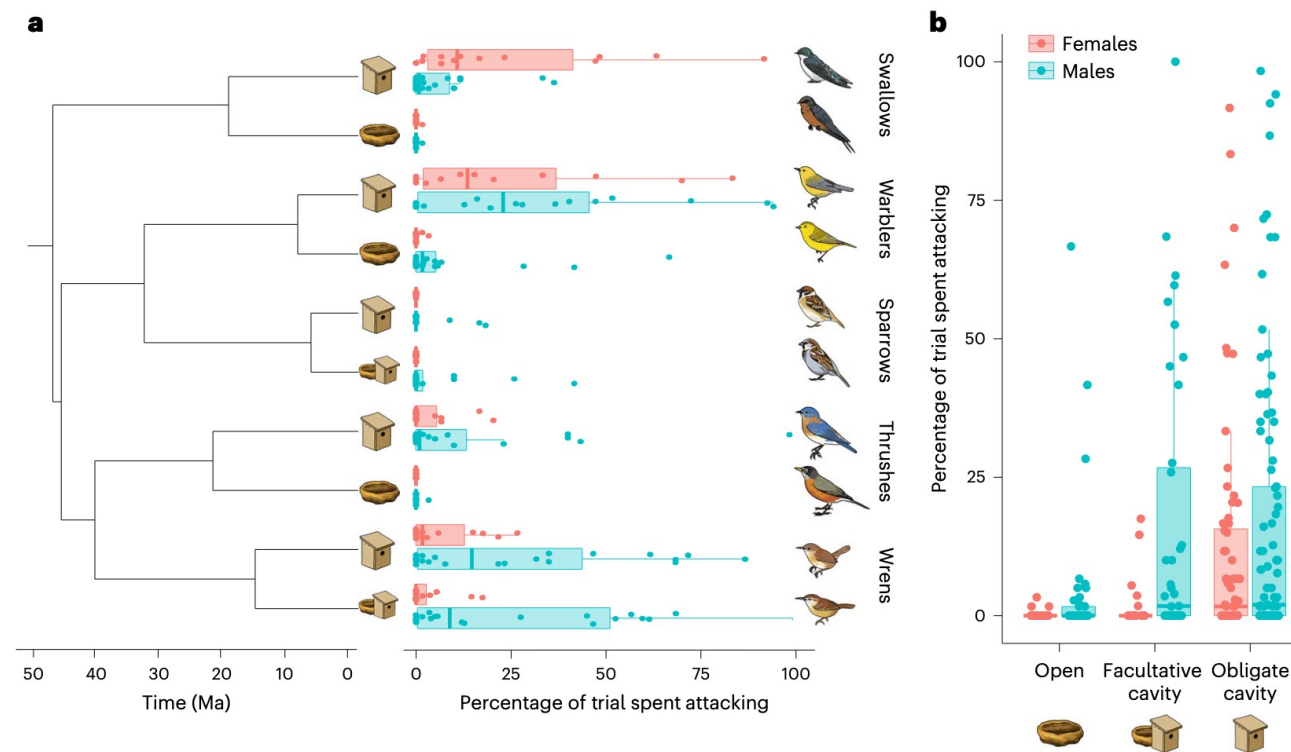 a
Swallows
Warblers
Sparrows
Thrushes
Wrens
50 40 30 20 10 0
Time (Ma)
0 25 50 75 100
Percentage of trial spent attacking
b
Females
Males
100
75
50
25
0
Percentage of trial spent attacking
Open
Facultative
cavity
Obligate
cavity